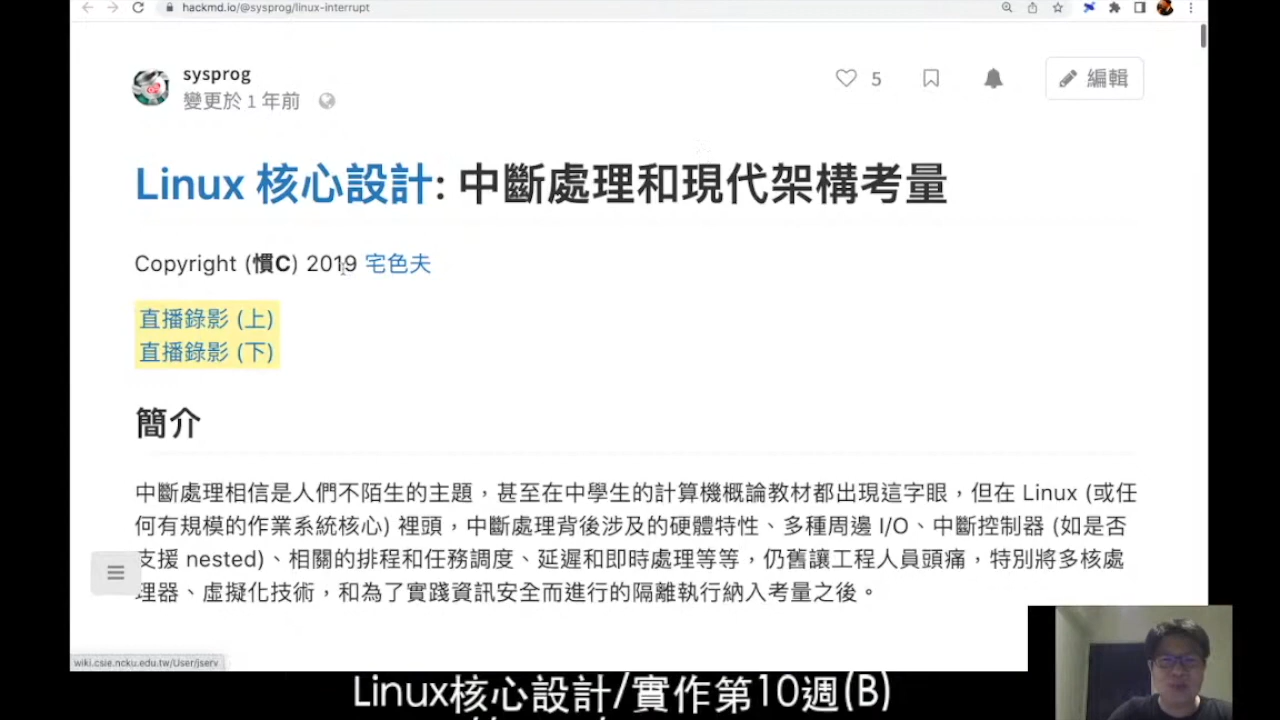 hackmd.io/@sysprog/linux-interrupt
sysprog
變更於 1 年前
5
編輯
Linux 核心設計: 中斷處理和現代架構考量
Copyright (慣C) 2019 宅色夫
直播錄影 (上)
直播錄影 (下)
簡介
中斷處理相信是人們不陌生的主題，甚至在中學生的計算機概論教材都出現這字眼，但在 Linux (或任
何有規模的作業系統核心) 裡頭，中斷處理背後涉及的硬體特性、多種周邊 I/O、中斷控制器 (如是否
支援 nested)、相關的排程和任務調度、延遲和即時處理等等，仍舊讓工程人員頭痛，特別將多核處
理器、虛擬化技術，和為了實踐資訊安全而進行的隔離執行納入考量之後。
wiki.csie.ncku.edu.tw/User/jserv
Linux核心設計/實作第10週(B)